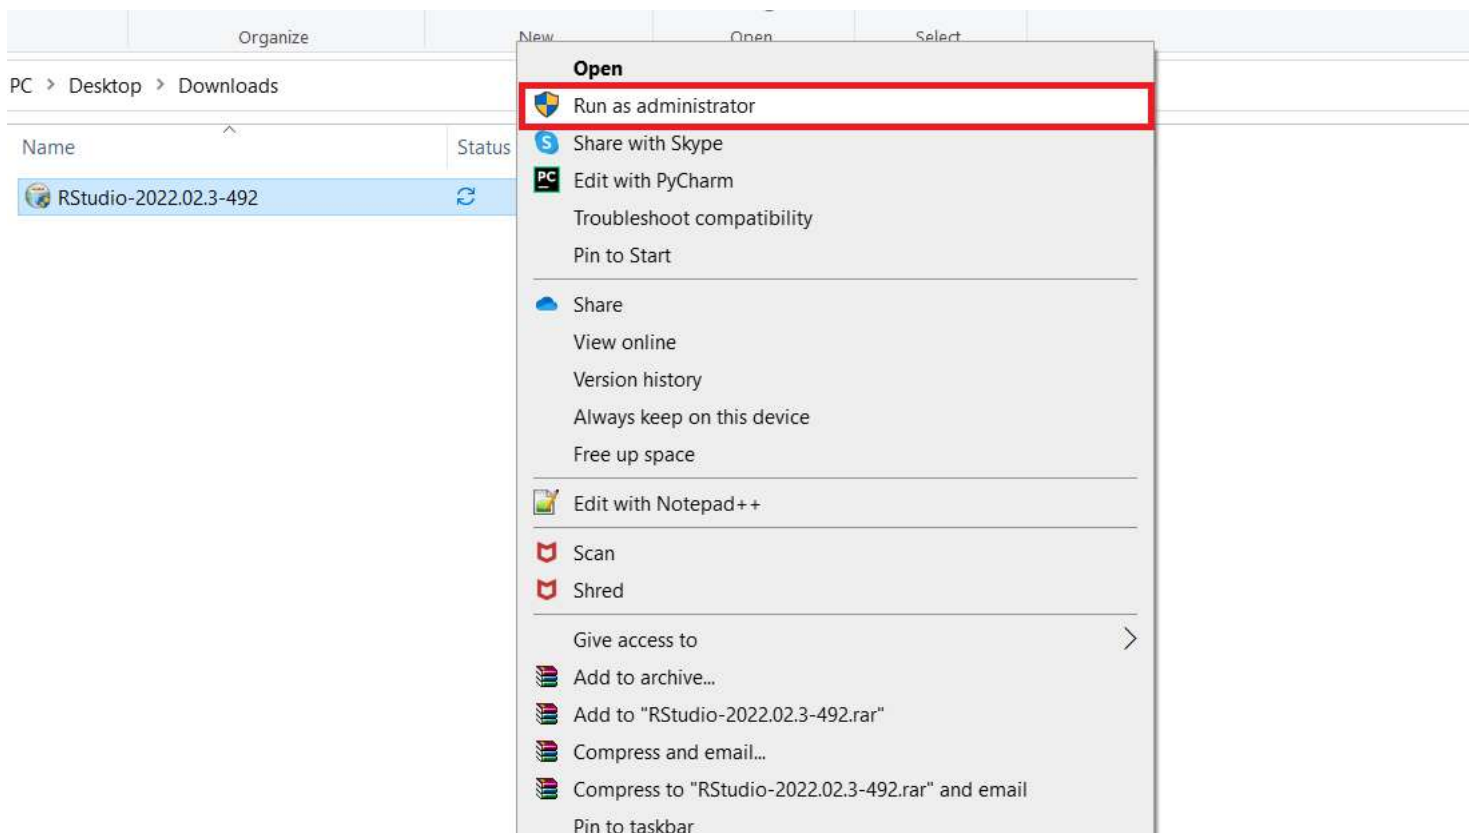 Organize New Open Select
PC > Desktop > Downloads
Name Status
RStudio-2022.02.3-492
Open
Run as administrator
Share with Skype
Edit with PyCharm
Troubleshoot compatibility
Pin to Start
Share
View online
Version history
Always keep on this device
Free up space
Edit with Notepad++
Scan
Shred
Give access to
Add to archive...
Add to "RStudio-2022.02.3-492.rar"
Compress and email...
Compress to "RStudio-2022.02.3-492.rar" and email
Pin to taskbar